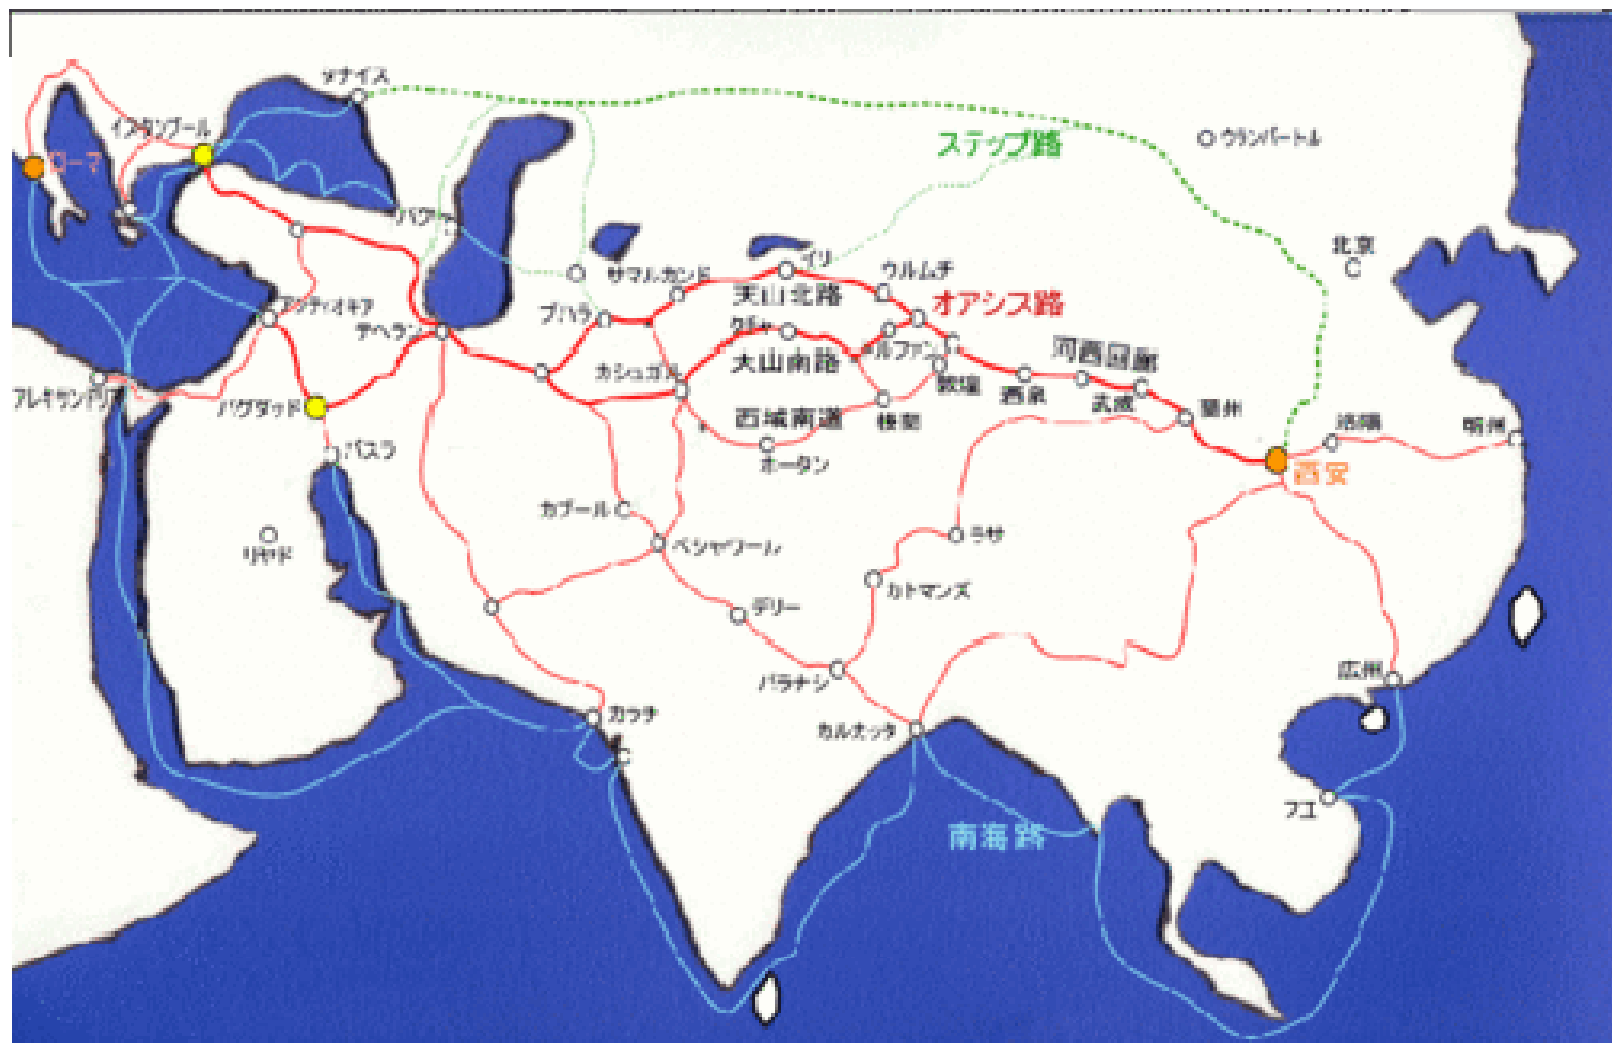 タナイス
イスタンブール
ローマ
ステップ路
ウランバートル
バクー
北京
サマルカンド
イリ
ウルムチ
天山北路
オアシス路
アンティオキア
ブハラ
クチャ
テヘラン
トルファン
河西回廊
天山南路
カシュガル
敦煌
酒泉
武威
アレキサンドリア
バグダッド
蘭州
西域南道
楼蘭
洛陽
明州
バスラ
ホータン
西安
カブール
ラサ
リヤド
ペシャワール
カトマンズ
デリー
バラナシ
広州
カラチ
カルカッタ
フエ
南海路